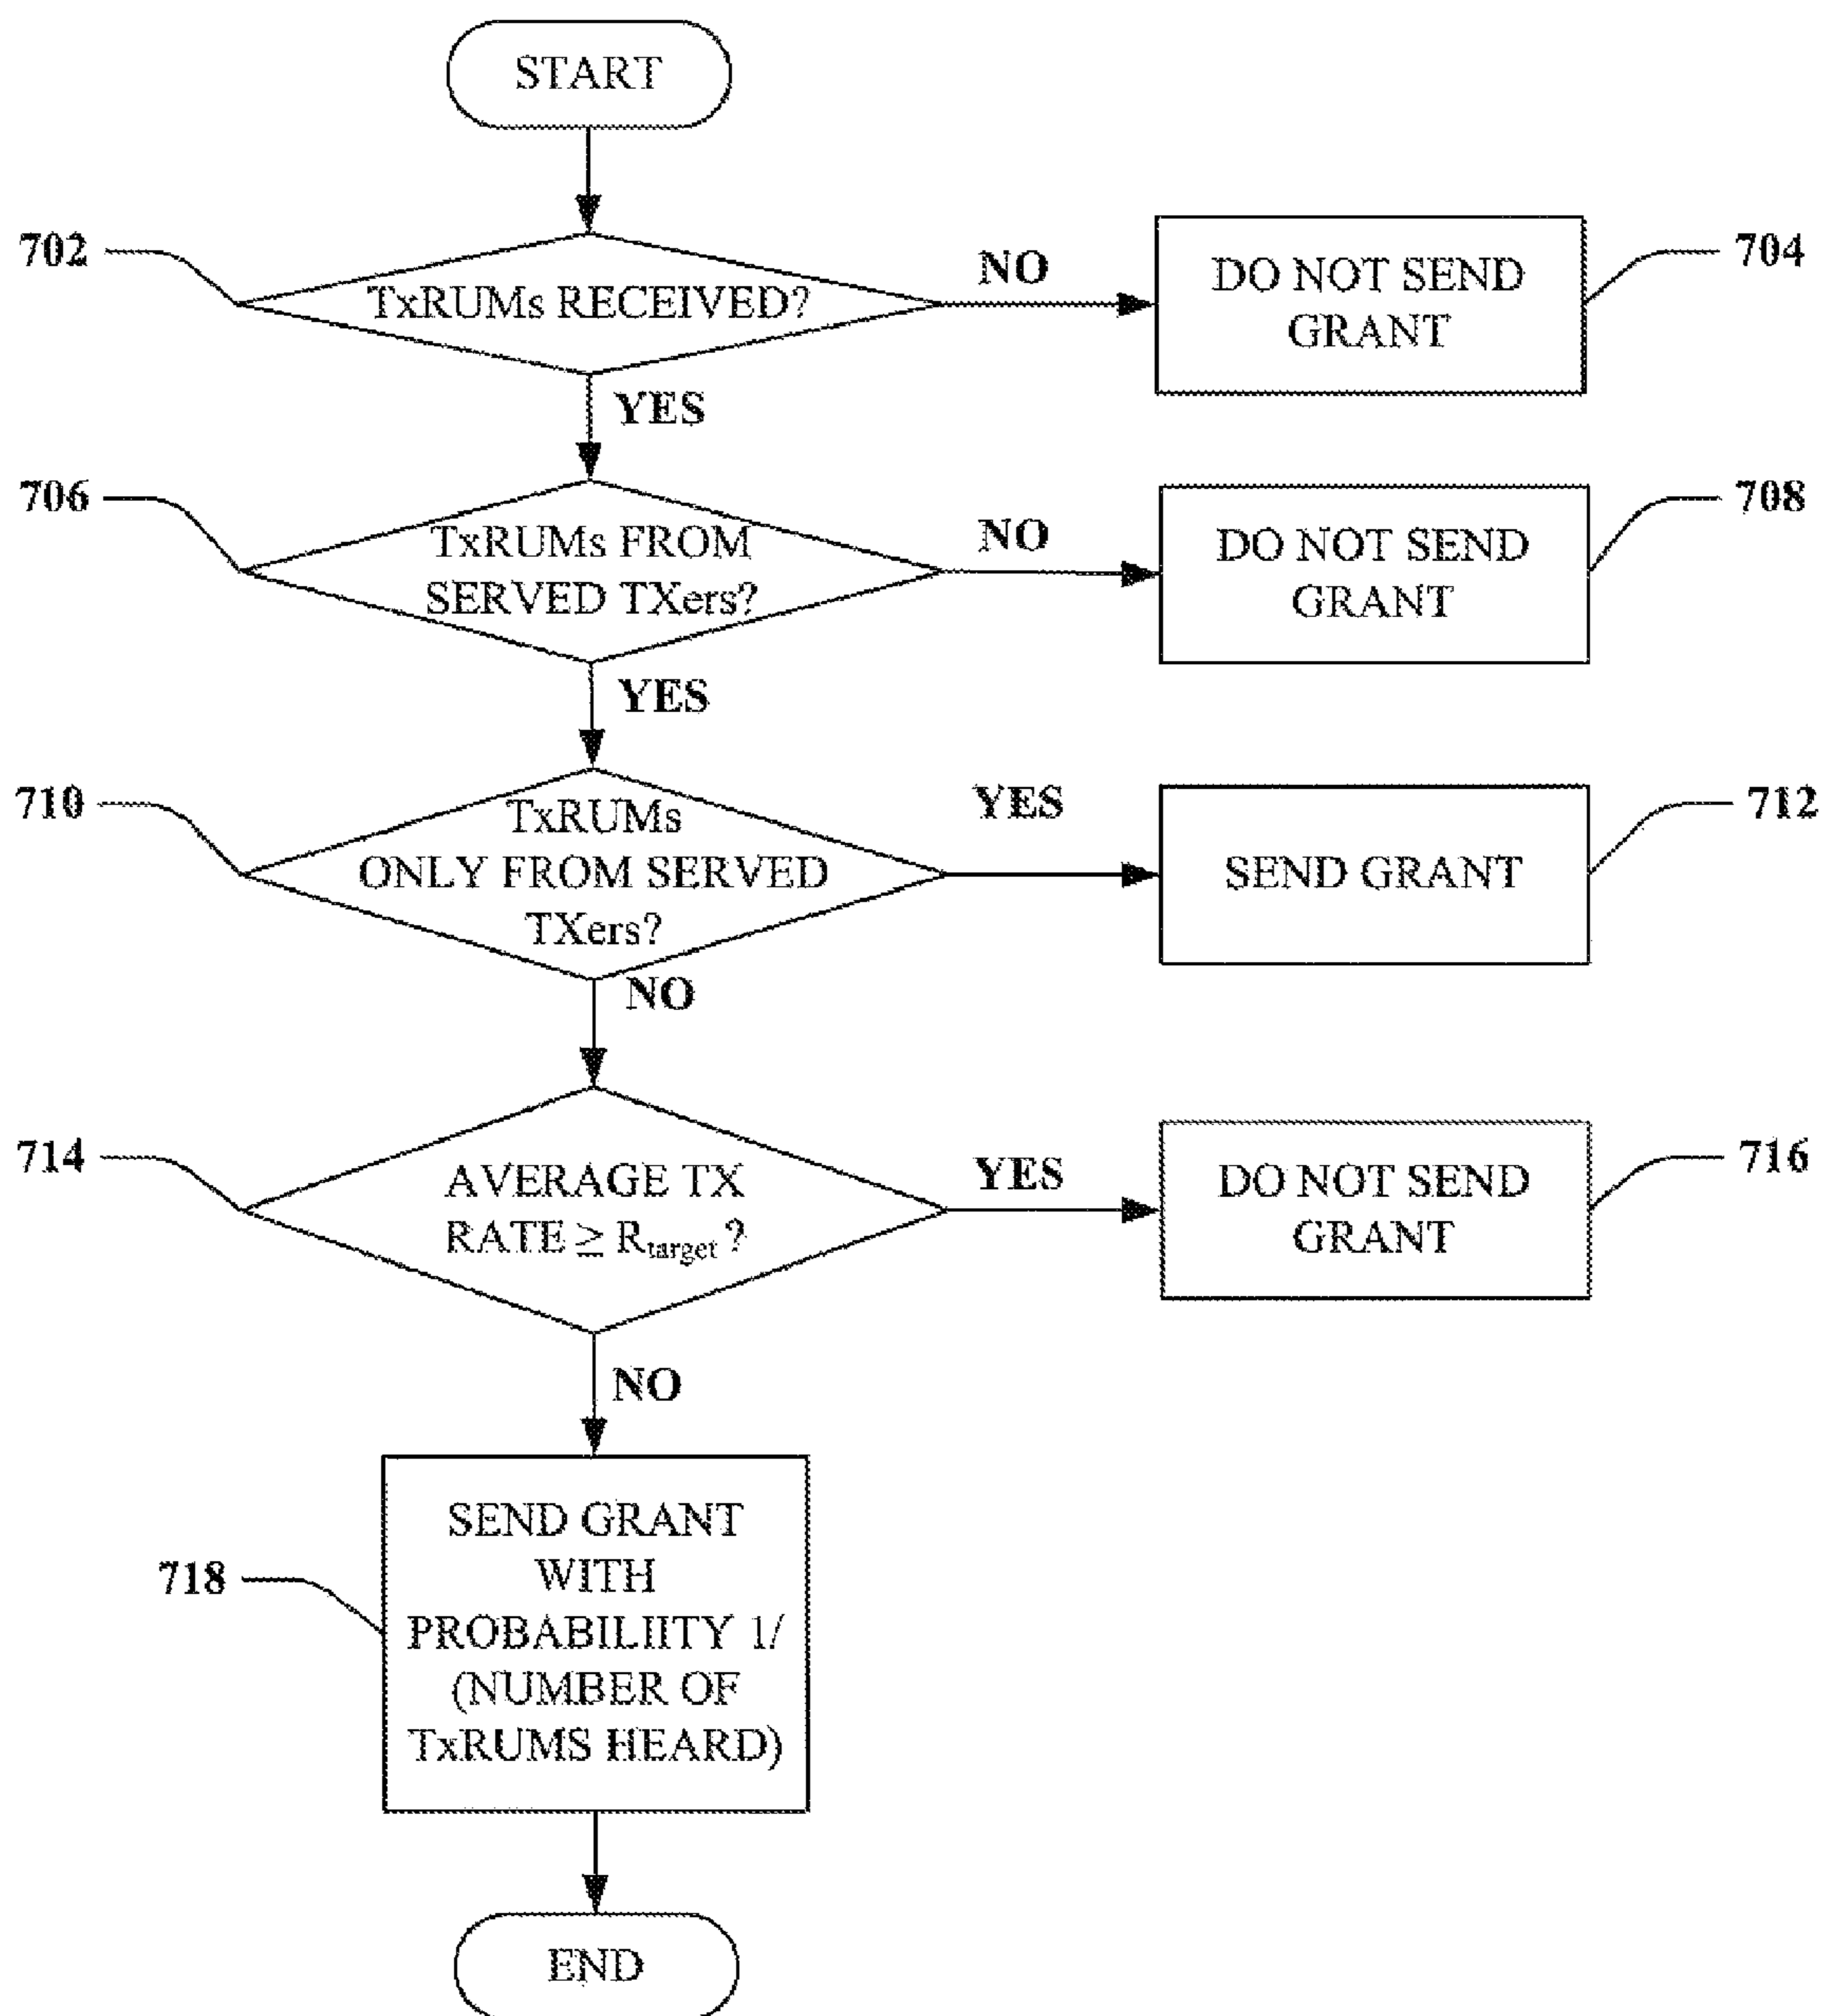 START
702
TxRUMs RECEIVED?
NO
DO NOT SEND
GRANT
704
YES
706
TxRUMs FROM
SERVED TXers?
NO
DO NOT SEND
GRANT
708
YES
710
TxRUMs
ONLY FROM SERVED
TXers?
YES
SEND GRANT
712
NO
714
AVERAGE TX
RATE ≥ Rtarget ?
YES
DO NOT SEND
GRANT
716
NO
718
SEND GRANT
WITH
PROBABILIITY 1/
(NUMBER OF
TxRUMS HEARD)
END